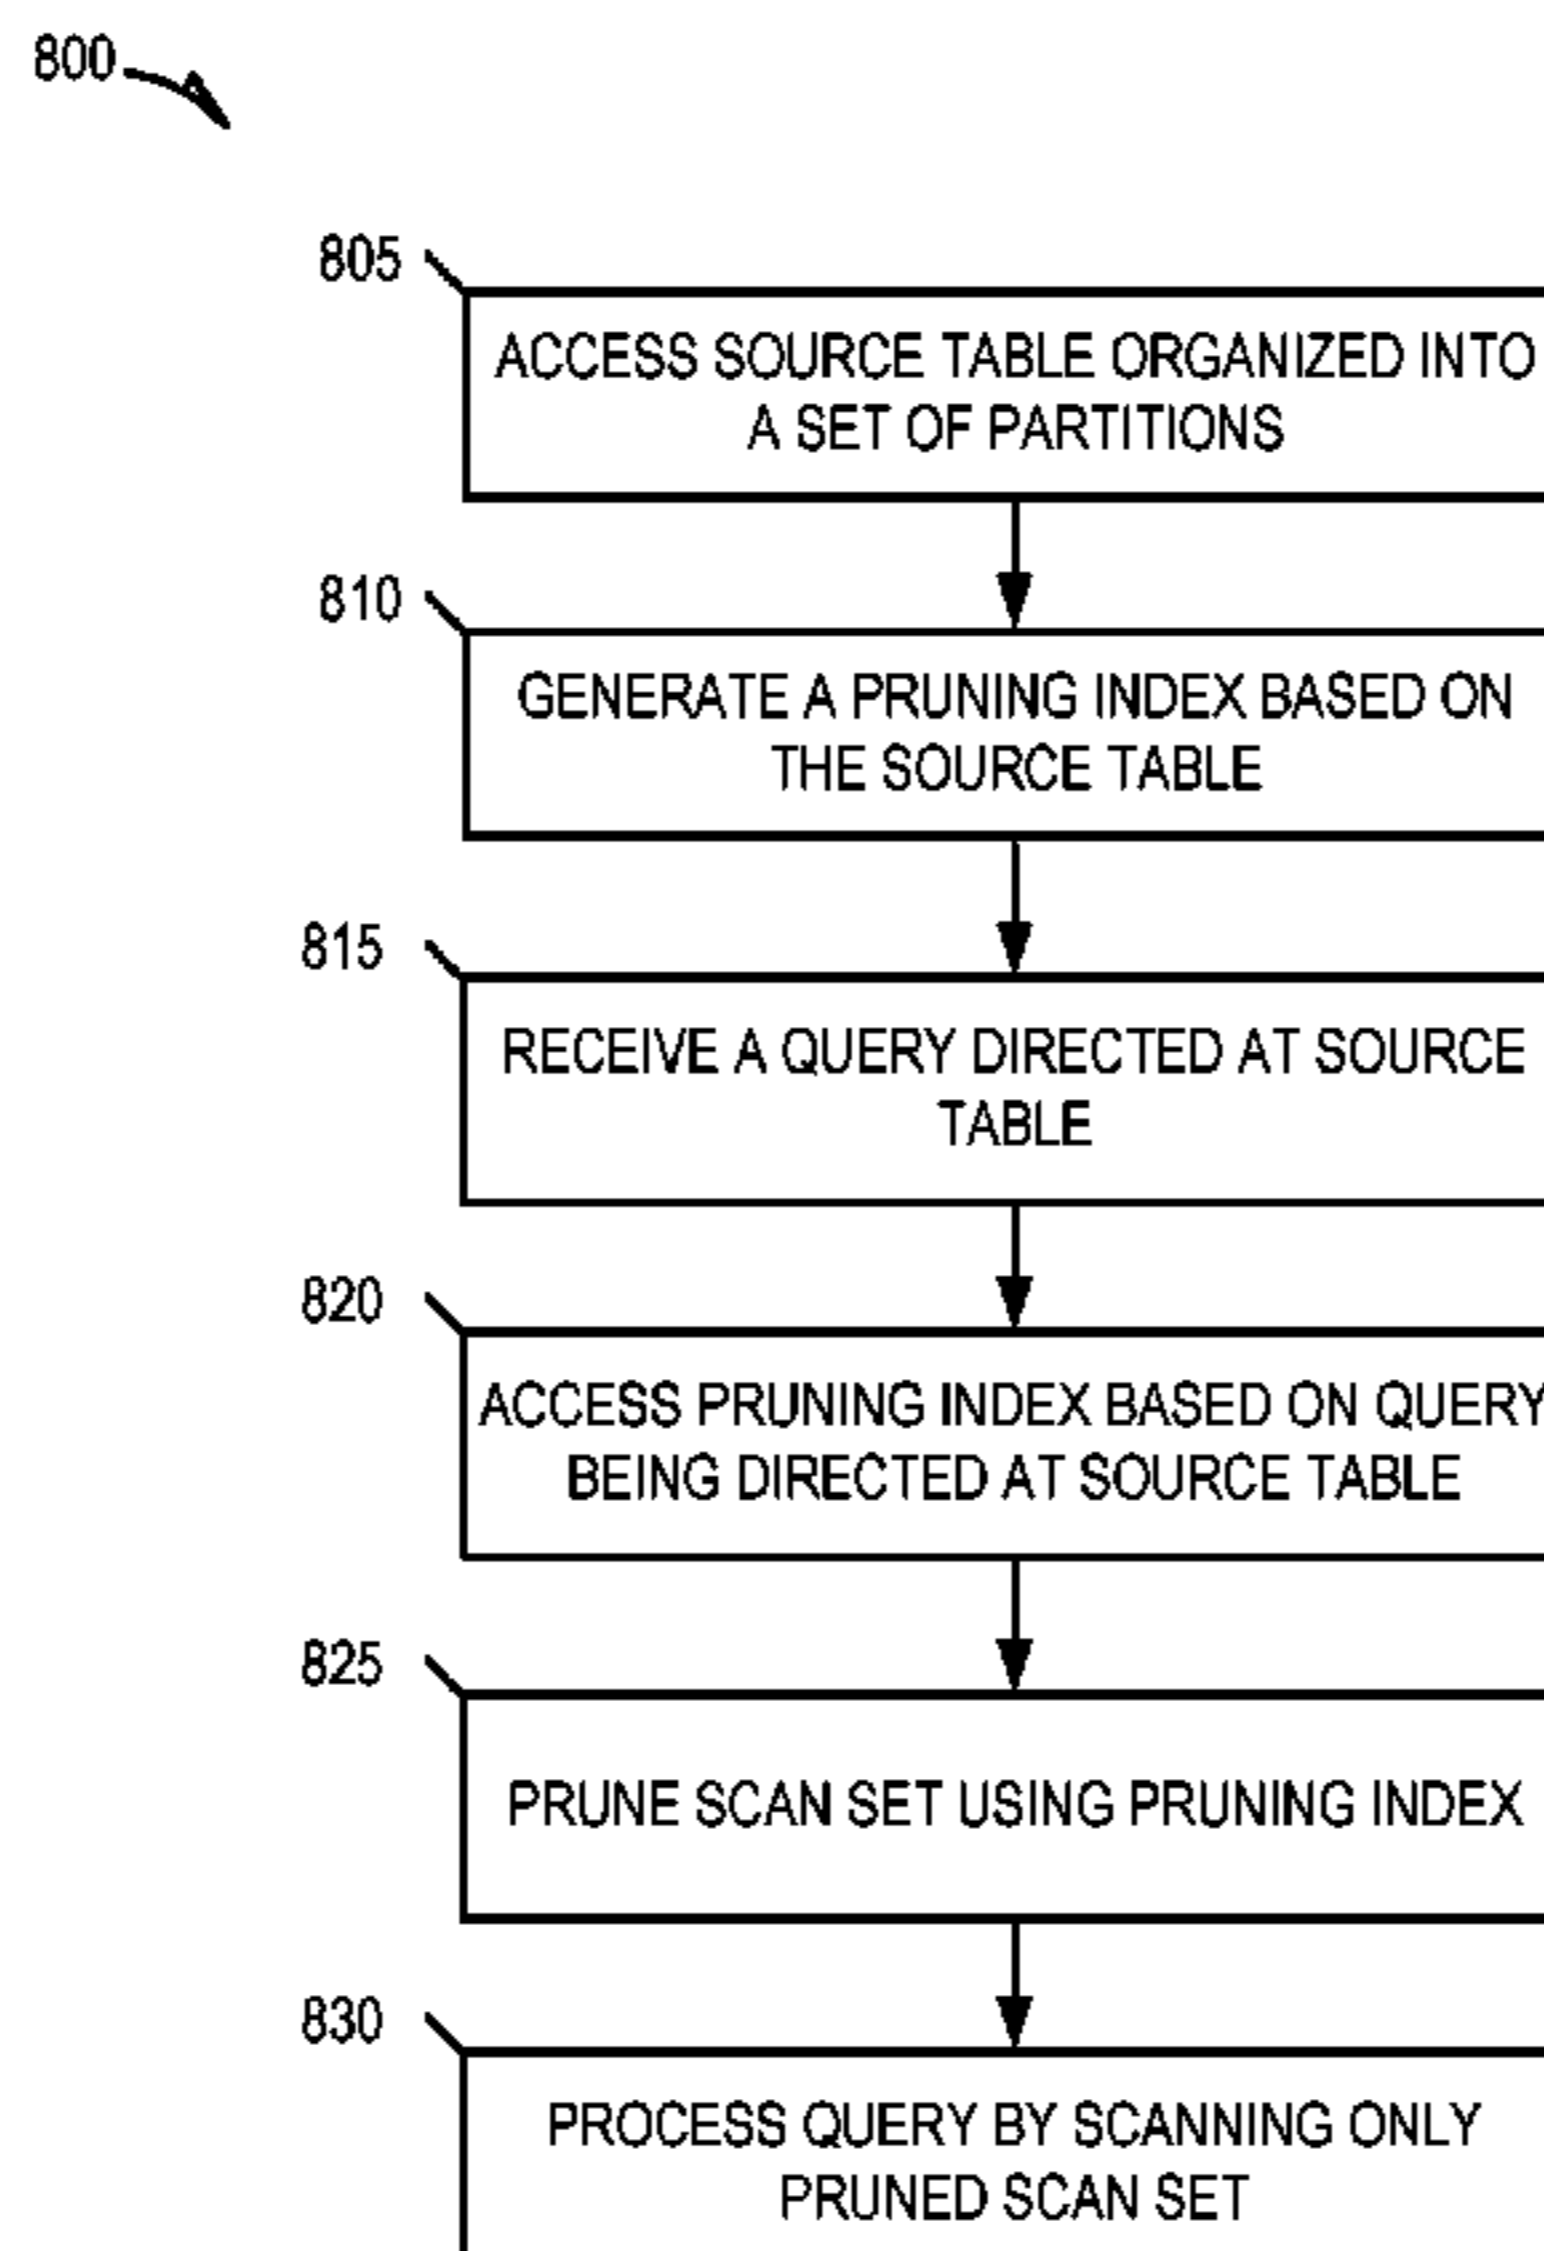 800
805
ACCESS SOURCE TABLE ORGANIZED INTO
A SET OF PARTITIONS
810
GENERATE A PRUNING INDEX BASED ON
THE SOURCE TABLE
815
RECEIVE A QUERY DIRECTED AT SOURCE
TABLE
820
ACCESS PRUNING INDEX BASED ON QUERY
BEING DIRECTED AT SOURCE TABLE
825
PRUNE SCAN SET USING PRUNING INDEX
830
PROCESS QUERY BY SCANNING ONLY
PRUNED SCAN SET